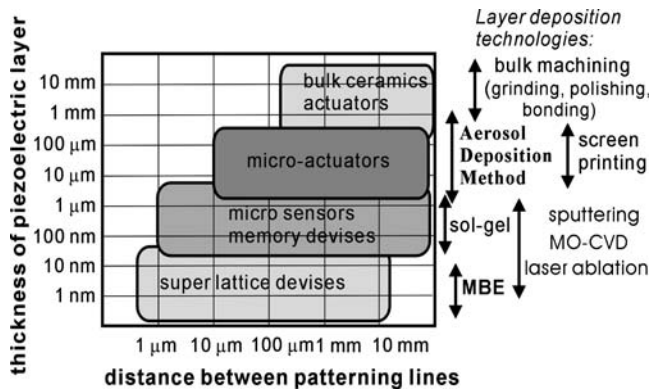 Layer deposition
technologies:
thickness of piezoelectric layer
10 mm
1 mm
100 μm
10 μm
1 μm
100 nm
10 nm
1 nm
bulk ceramics
actuators
micro-actuators
micro sensors
memory devises
super lattice devises
bulk machining
(grinding, polishing,
bonding)
Aerosol
Deposition
Method
screen
printing
sol-gel
sputtering
MO-CVD
laser ablation
MBE
1 μm 10 μm 100 μm 1 mm 10 mm
distance between patterning lines